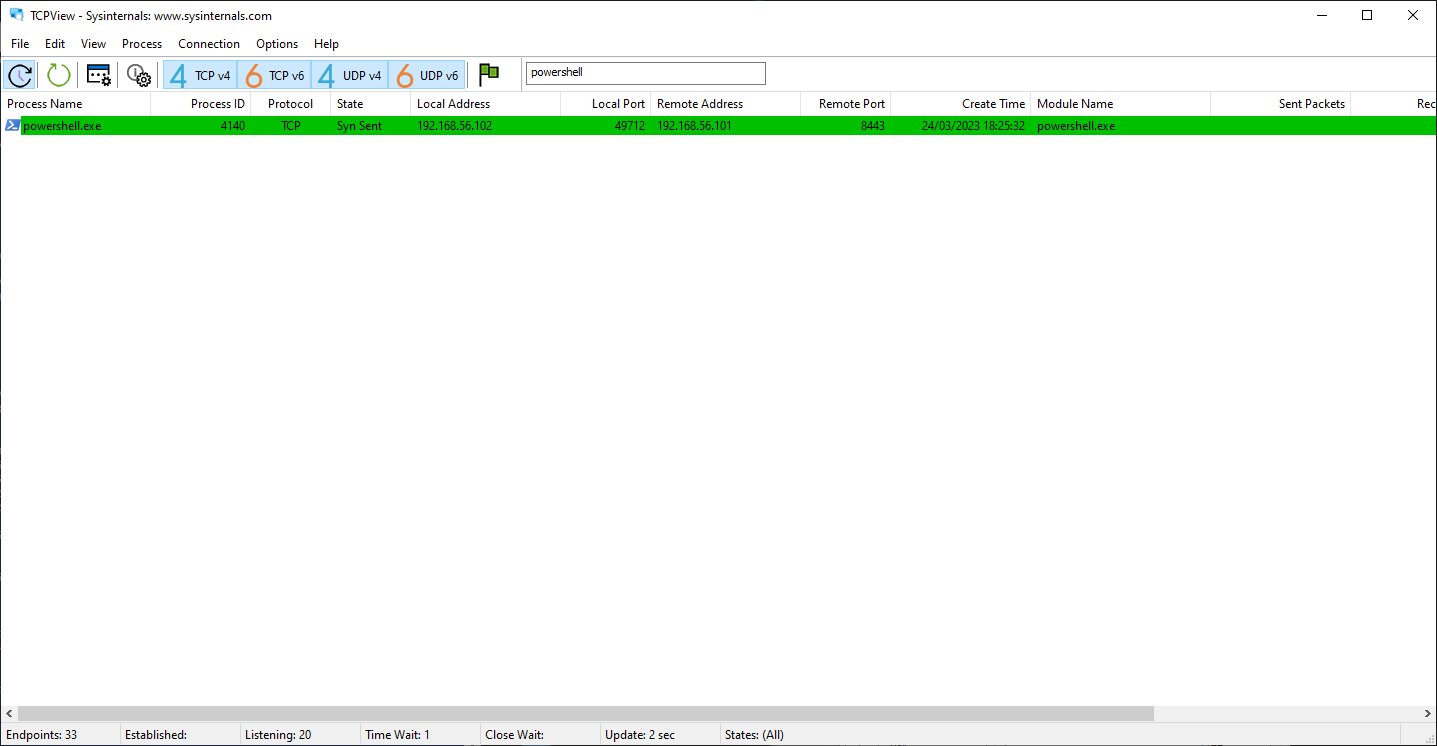 TCPView - Sysinternals: www.sysinternals.com
File Edit View Process Connection Options Help
4 TCP v4 6 TCP v6 4 UDP v4 6 UDP v6 powershell
Process Name Process ID Protocol State Local Address Local Port Remote Address Remote Port Create Time Module Name Sent Packets Rec
powershell.exe 4140 TCP Syn Sent 192.168.56.102 49712 192.168.56.101 8443 24/03/2023 18:25:32 powershell.exe
Endpoints: 33 Established: Listening: 20 Time Wait: 1 Close Wait: Update: 2 sec States: (All)